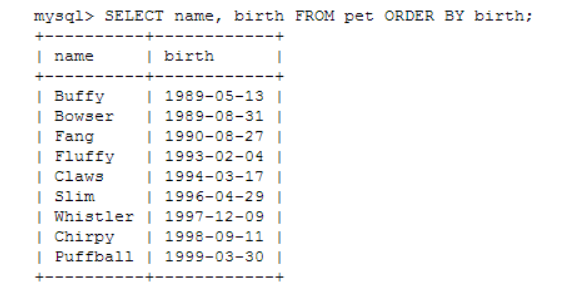 mysql> SELECT name, birth FROM pet ORDER BY birth;
+----------+------------+
| name     | birth      |
+----------+------------+
| Buffy    | 1989-05-13 |
| Bowser   | 1989-08-31 |
| Fang     | 1990-08-27 |
| Fluffy   | 1993-02-04 |
| Claws    | 1994-03-17 |
| Slim     | 1996-04-29 |
| Whistler | 1997-12-09 |
| Chirpy   | 1998-09-11 |
| Puffball | 1999-03-30 |
+----------+------------+